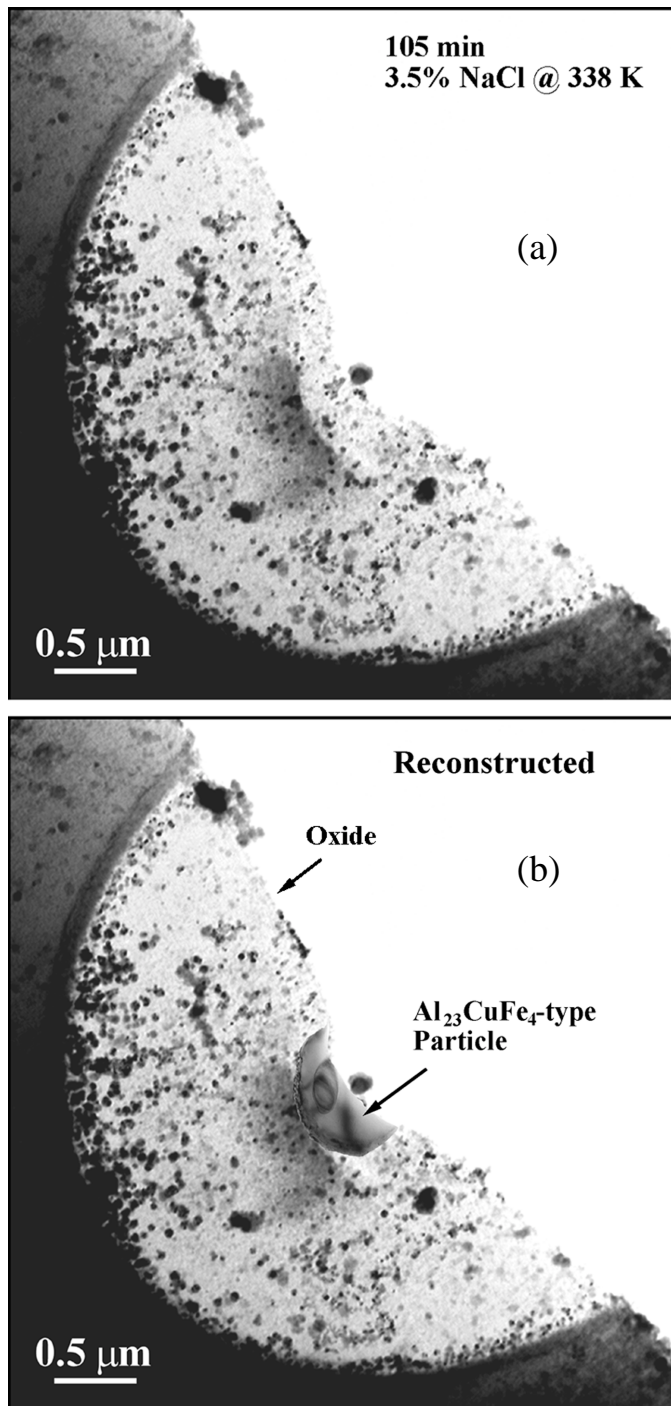 105 min
3.5% NaCl @ 338 K
(a)
0.5 μm
Reconstructed
Oxide
(b)
Al₂₃CuFe₄-type
Particle
0.5 μm